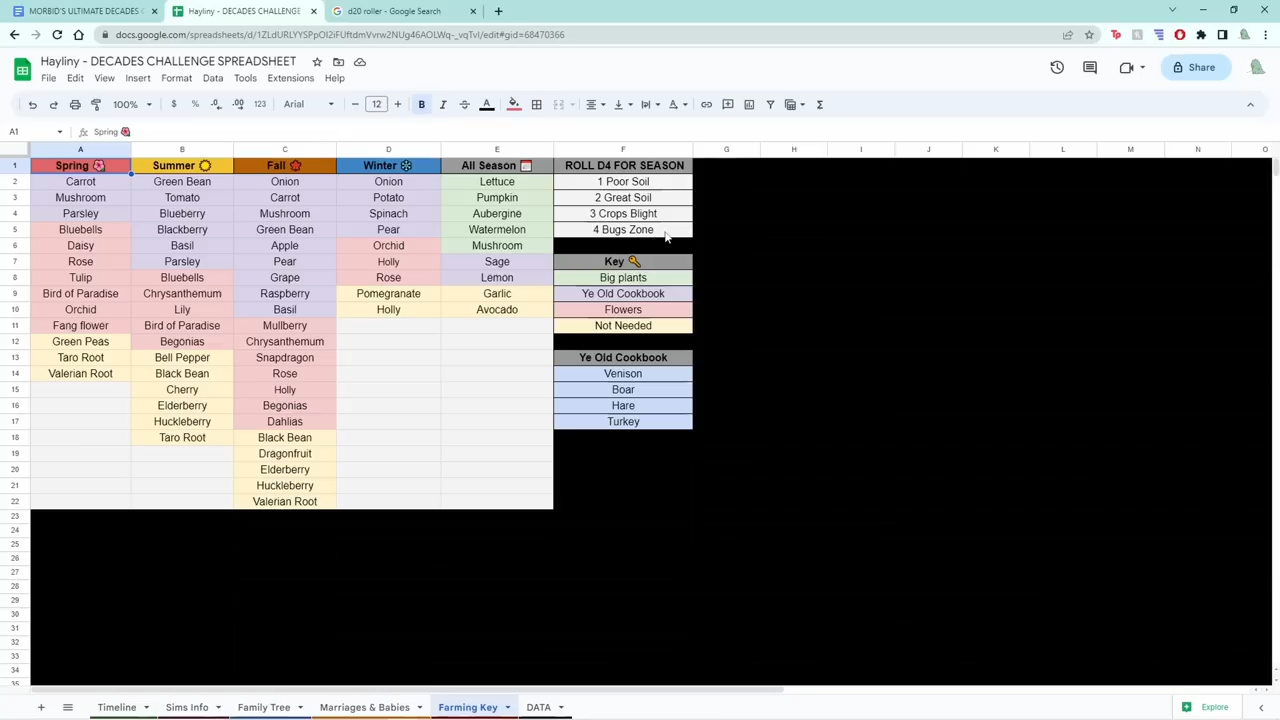 MORBID'S ULTIMATE DECADES
Hayliny - DECADES CHALLENGE
d20 roller - Google Search
docs.google.com/spreadsheets/d/1ZLdURLYYSPpOI2iFUftdmVvrw2NUg46AOLWq-_vqTvI/edit#gid=68470366
Hayliny - DECADES CHALLENGE SPREADSHEET
File Edit View Insert Format Data Tools Extensions Help
Share
100% $ % .0 .00 123 Arial 12 B I S A
A1 Spring
A B C D E F G H I J K L M N O
1 Spring Summer Fall Winter All Season ROLL D4 FOR SEASON
2 Carrot Green Bean Onion Onion Lettuce 1 Poor Soil
3 Mushroom Tomato Carrot Potato Pumpkin 2 Great Soil
4 Parsley Blueberry Mushroom Spinach Aubergine 3 Crops Blight
5 Bluebells Blackberry Green Bean Pear Watermelon 4 Bugs Zone
6 Daisy Basil Apple Orchid Mushroom
7 Rose Parsley Pear Holly Sage Key
8 Tulip Bluebells Grape Rose Lemon Big plants
9 Bird of Paradise Chrysanthemum Raspberry Pomegranate Garlic Ye Old Cookbook
10 Orchid Lily Basil Holly Avocado Flowers
11 Fang flower Bird of Paradise Mulberry Not Needed
12 Green Peas Begonias Chrysanthemum
13 Taro Root Bell Pepper Snapdragon Ye Old Cookbook
14 Valerian Root Black Bean Rose Venison
15 Cherry Holly Boar
16 Elderberry Begonias Hare
17 Huckleberry Dahlias Turkey
18 Taro Root Black Bean
19 Dragonfruit
20 Elderberry
21 Huckleberry
22 Valerian Root
23
24
25
26
27
28
29
30
31
32
33
34
35
Timeline Sims Info Family Tree Marriages & Babies Farming Key DATA Explore